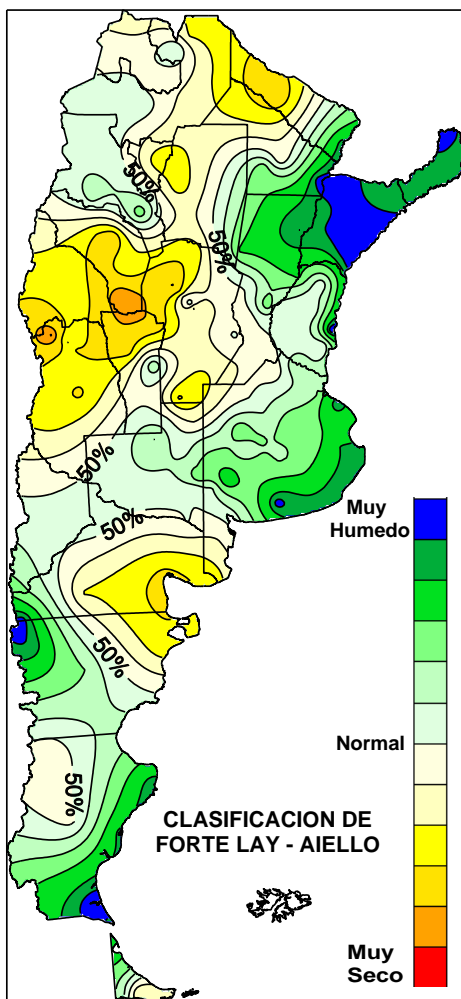 50%
50%
50%
50%
50%
50%
Muy
Humedo
Normal
CLASIFICACION DE
FORTE LAY - AIELLO
Muy
Seco